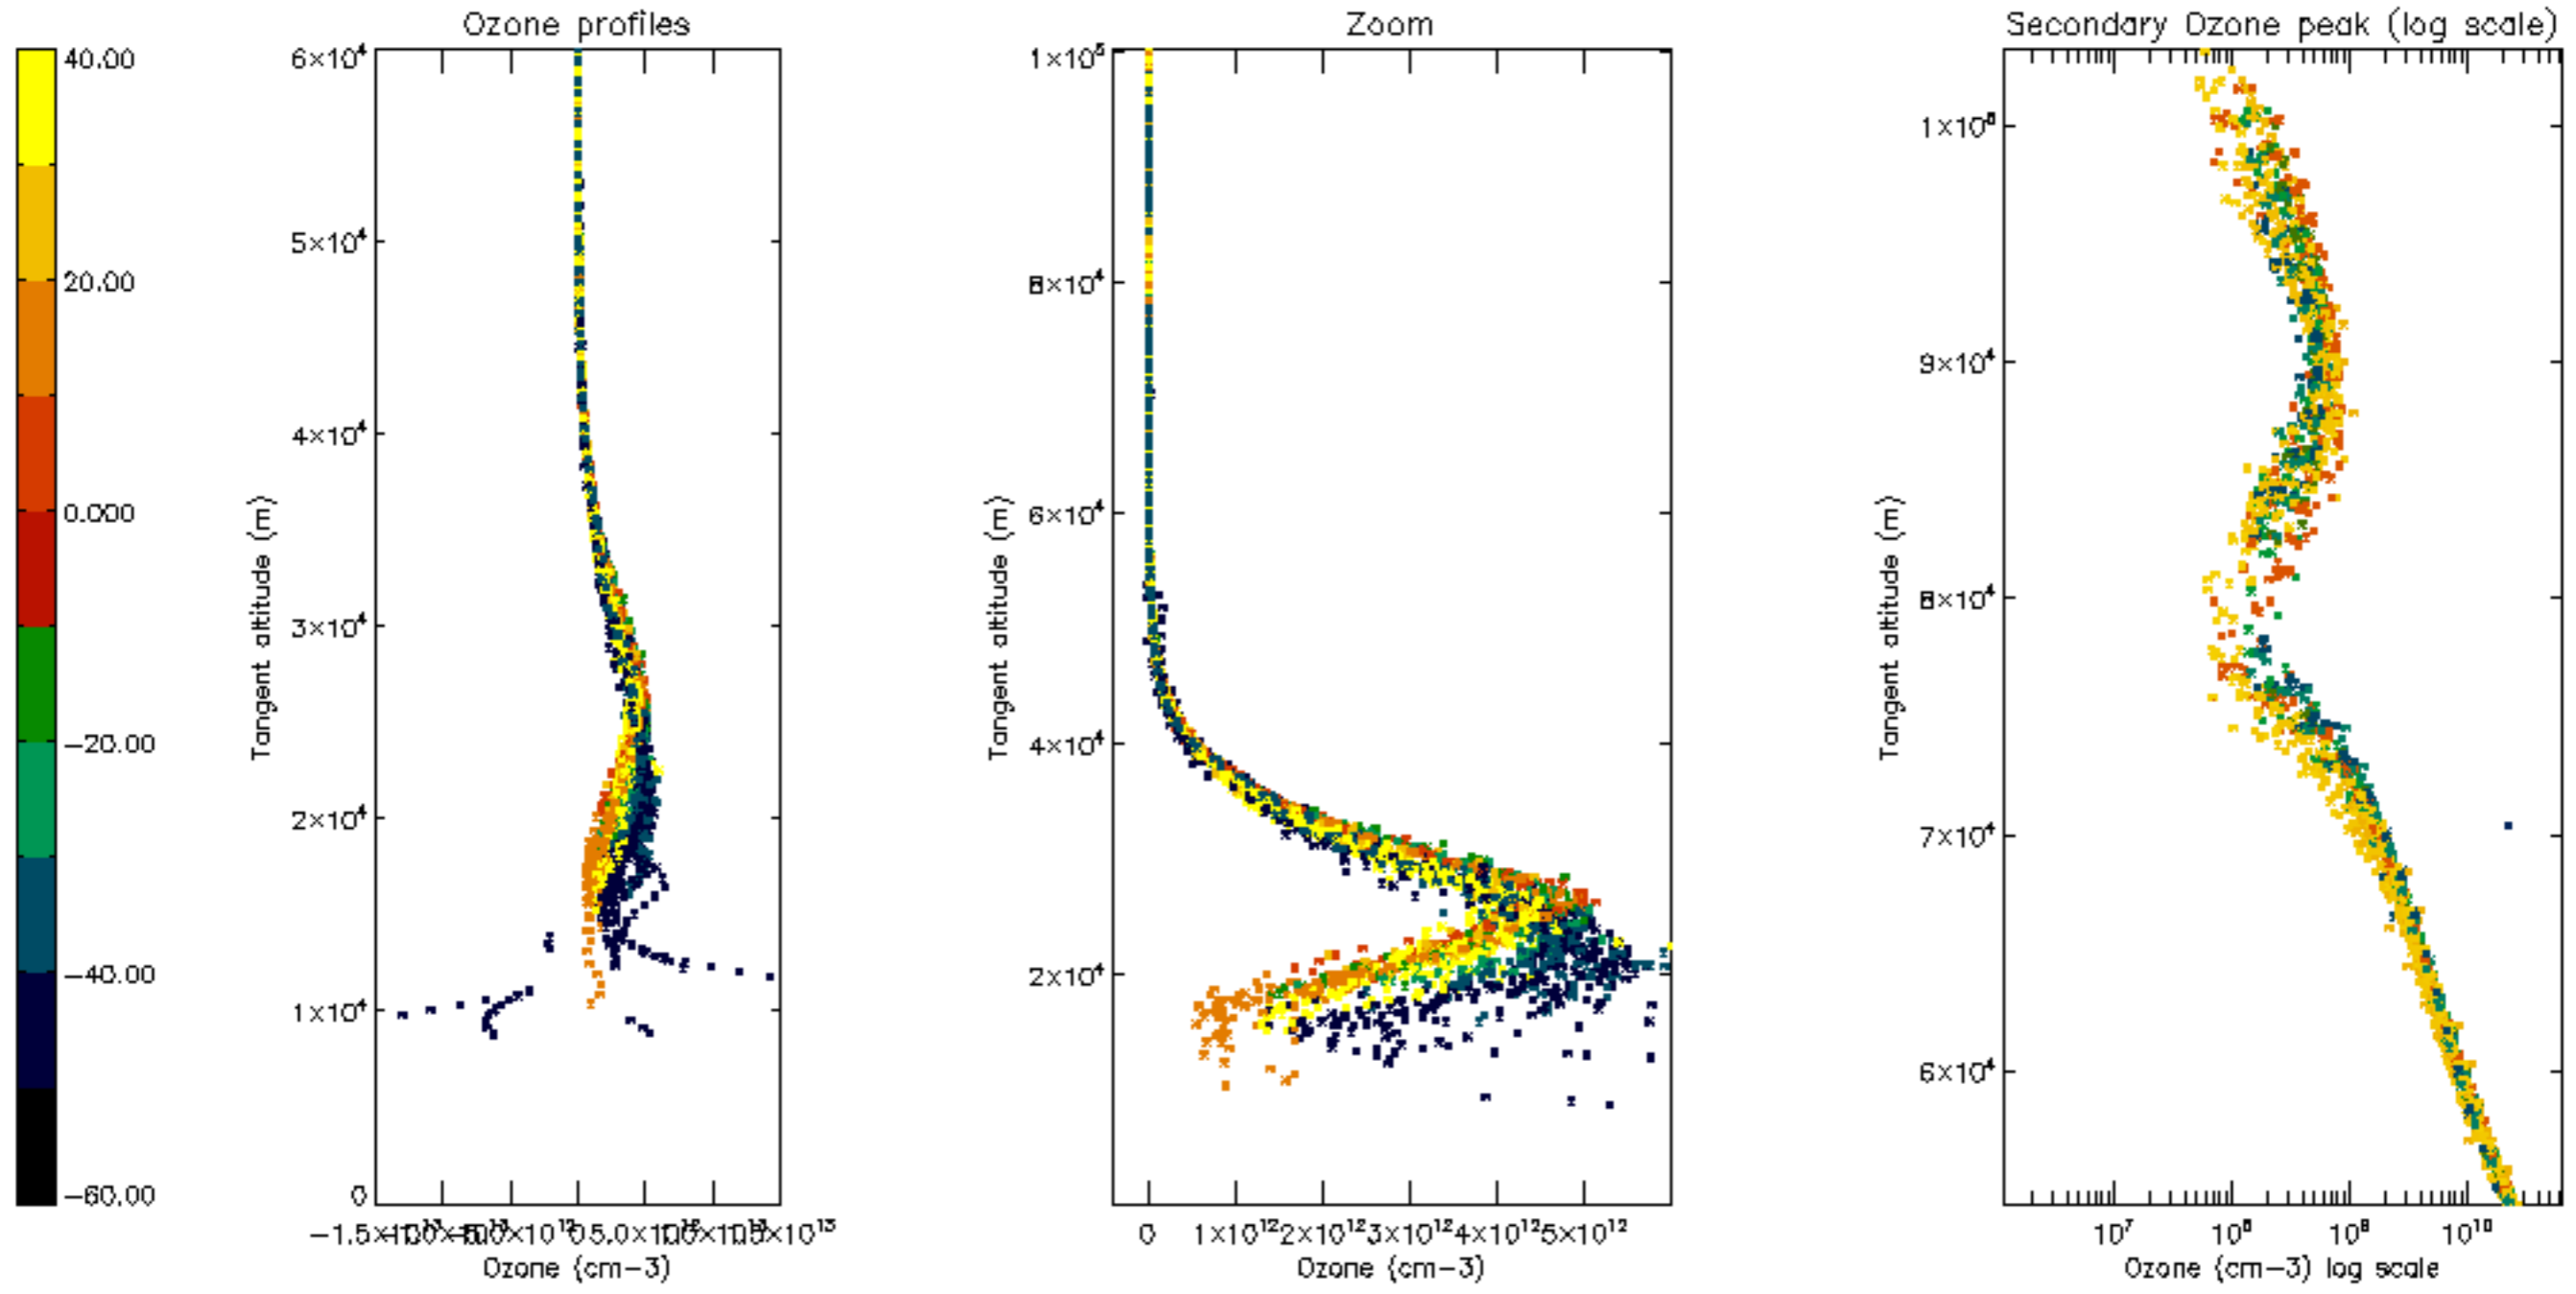 Ozone profiles
Zoom
Secondary Ozone peak (log scale)
40.00
20.00
0.000
−20.00
−40.00
−60.00
6×10⁴
5×10⁴
4×10⁴
3×10⁴
2×10⁴
1×10⁴
0
Tangent altitude (m)
Ozone (cm−3)
1×10⁵
8×10⁴
6×10⁴
4×10⁴
2×10⁴
Tangent altitude (m)
0 1×10¹² 2×10¹² 3×10¹² 4×10¹² 5×10¹²
Ozone (cm−3)
1×10⁵
9×10⁴
8×10⁴
7×10⁴
6×10⁴
Tangent altitude (m)
10⁷ 10⁸ 10⁹ 10¹⁰
Ozone (cm−3) log scale